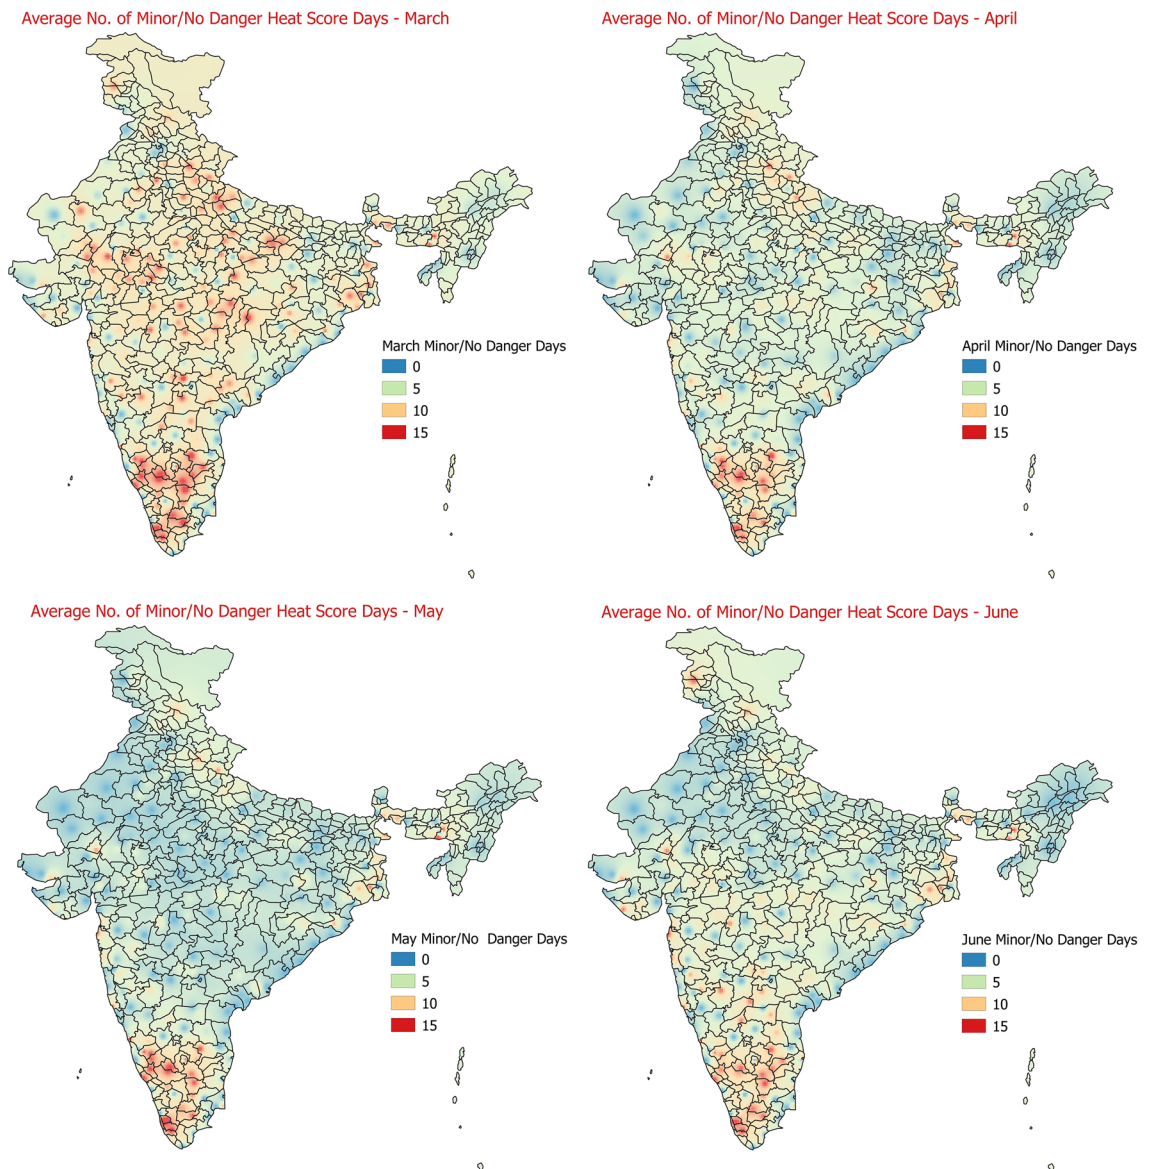 Average No. of Minor/No Danger Heat Score Days - March
March Minor/No Danger Days
0
5
10
15
Average No. of Minor/No Danger Heat Score Days - April
April Minor/No Danger Days
0
5
10
15
Average No. of Minor/No Danger Heat Score Days - May
May Minor/No  Danger Days
0
5
10
15
Average No. of Minor/No Danger Heat Score Days - June
June Minor/No Danger Days
0
5
10
15